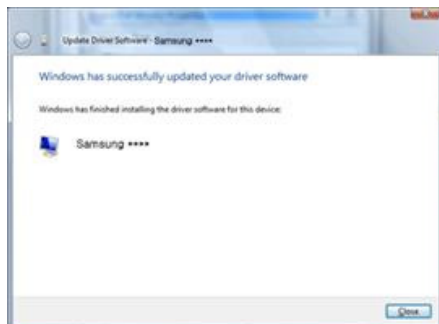 Update Driver Software - Samsung ••••
Windows has successfully updated your driver software
Windows has finished installing the driver software for this device:
Samsung ••••
Close